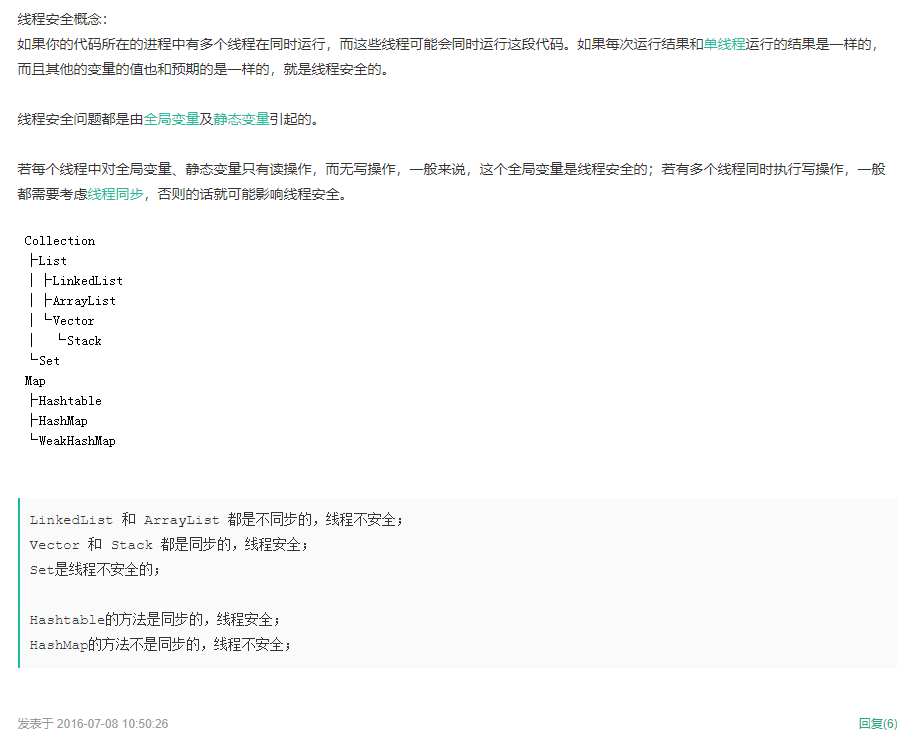 线程安全概念：
如果你的代码所在的进程中有多个线程在同时运行，而这些线程可能会同时运行这段代码。如果每次运行结果和单线程运行的结果是一样的，
而且其他的变量的值也和预期的是一样的，就是线程安全的。
线程安全问题都是由全局变量及静态变量引起的。
若每个线程中对全局变量、静态变量只有读操作，而无写操作，一般来说，这个全局变量是线程安全的；若有多个线程同时执行写操作，一般
都需要考虑线程同步，否则的话就可能影响线程安全。
Collection
├List
│├LinkedList
│├ArrayList
│└Vector
│ └Stack
└Set
Map
├Hashtable
├HashMap
└WeakHashMap
LinkedList 和 ArrayList 都是不同步的，线程不安全；
Vector 和 Stack 都是同步的，线程安全；
Set是线程不安全的；
Hashtable的方法是同步的，线程安全；
HashMap的方法不是同步的，线程不安全；
发表于 2016-07-08 10:50:26 回复(6)